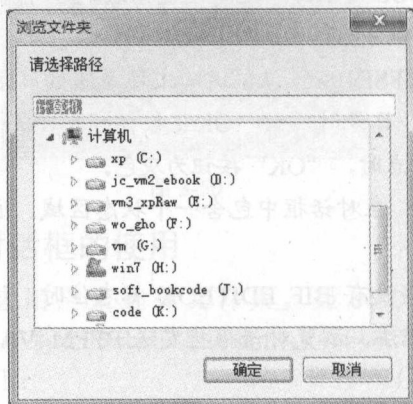 浏览文件夹
请选择路径
计算机
xp (C:)
jc_vm2_ebook (D:)
vm3_xpRaw (E:)
wo_gho (F:)
vm (G:)
win7 (H:)
soft_bookcode (J:)
code (K:)
确定
取消